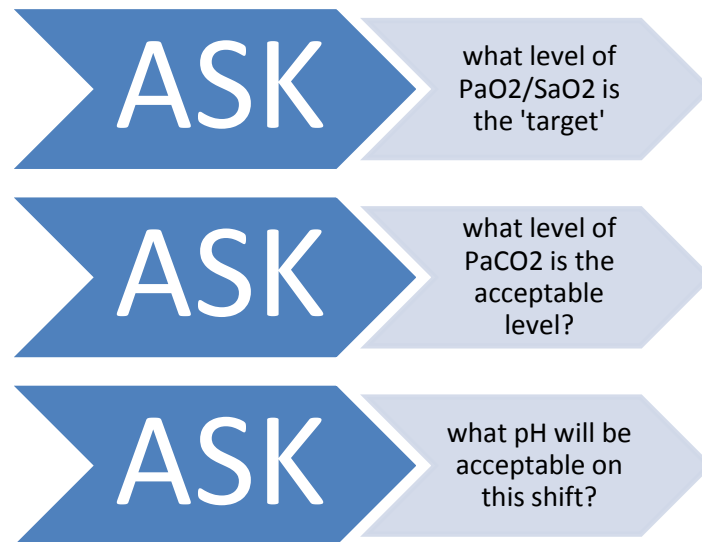 ASK
what level of
PaO2/SaO2 is
the 'target'
ASK
what level of
PaCO2 is the
acceptable
level?
ASK
what pH will be
acceptable on
this shift?